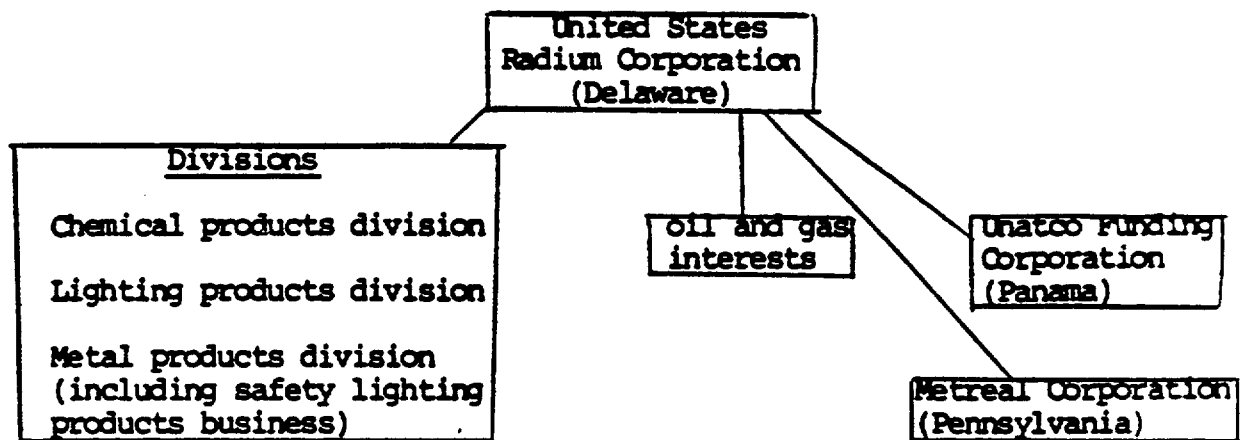 United States
Radium Corporation
(Delaware)
Divisions
Chemical products division
Lighting products division
Metal products division
(including safety lighting
products business)
oil and gas
interests
Unatco Funding
Corporation
(Panama)
Metreal Corporation
(Pennsylvania)